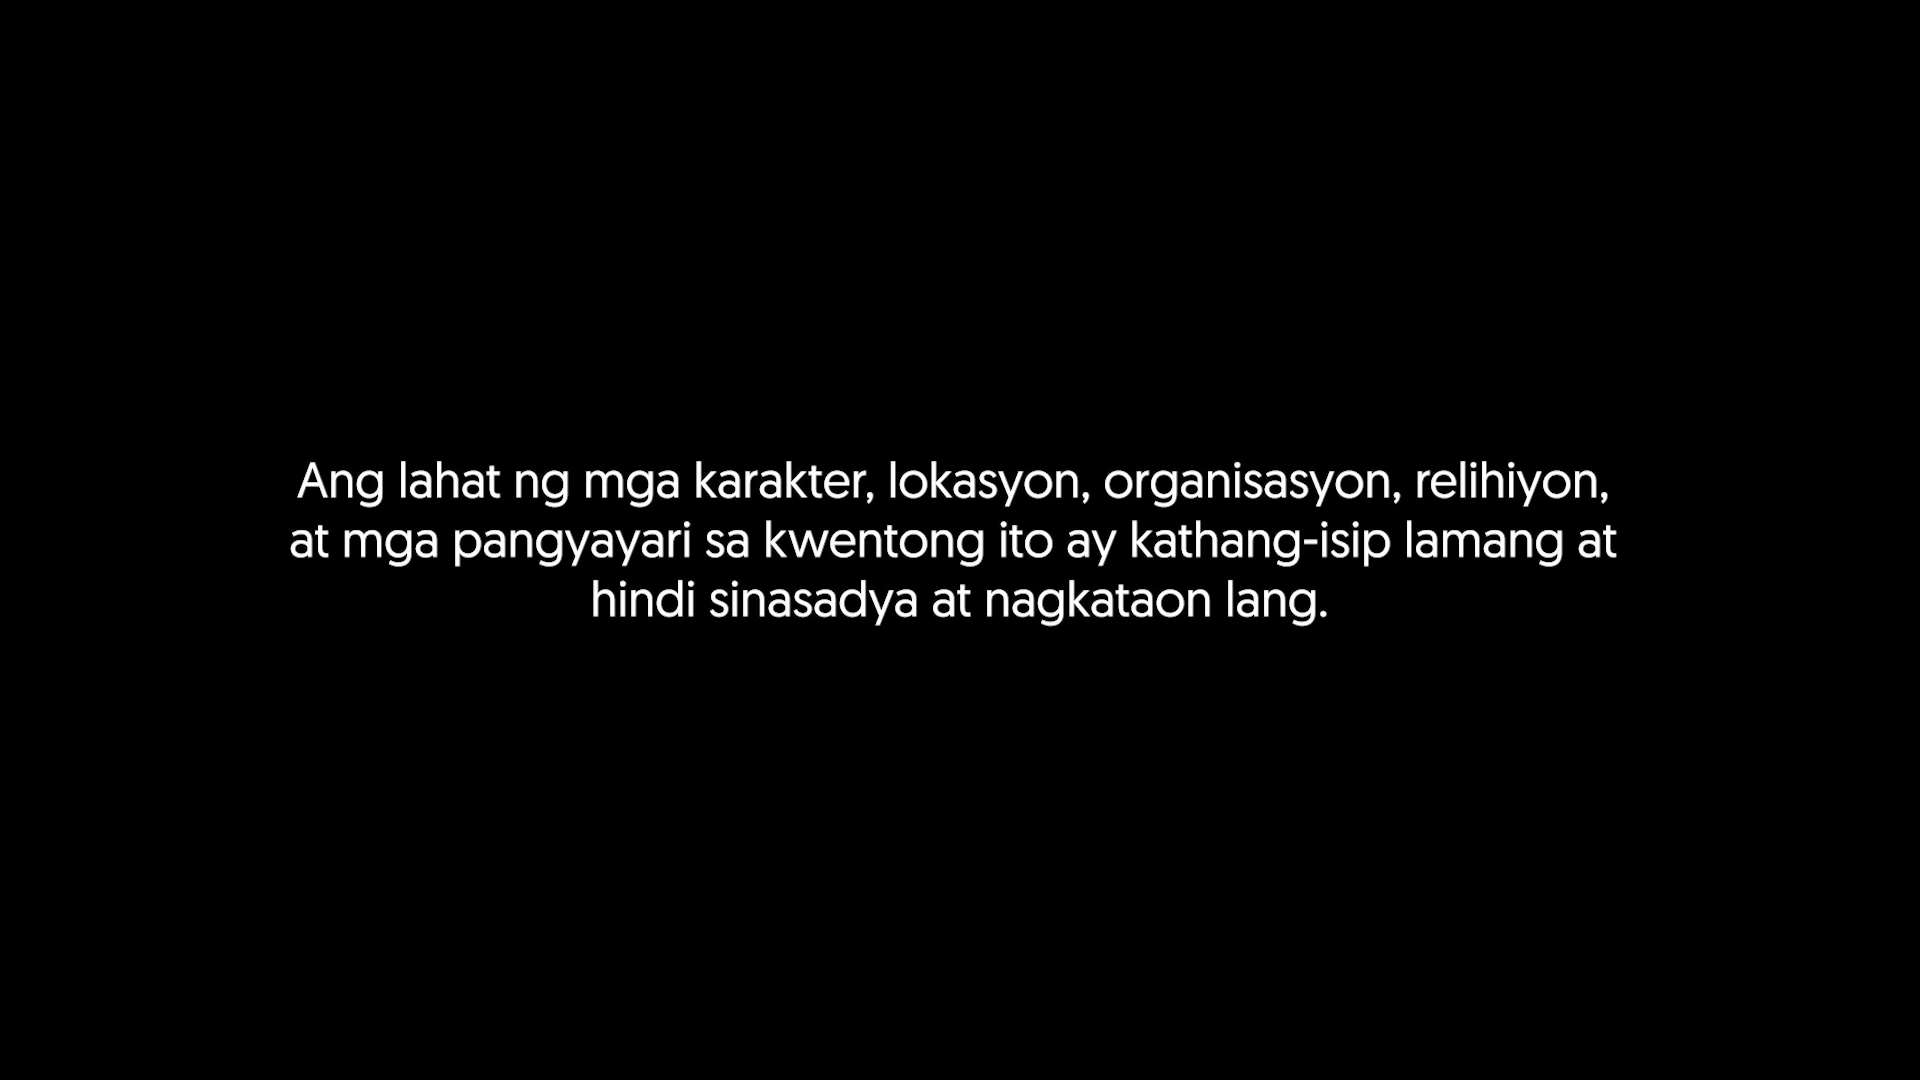 Ang lahat ng mga karakter, lokasyon, organisasyon, relihiyon,
at mga pangyayari sa kwentong ito ay kathang-isip lamang at
hindi sinasadya at nagkataon lang.